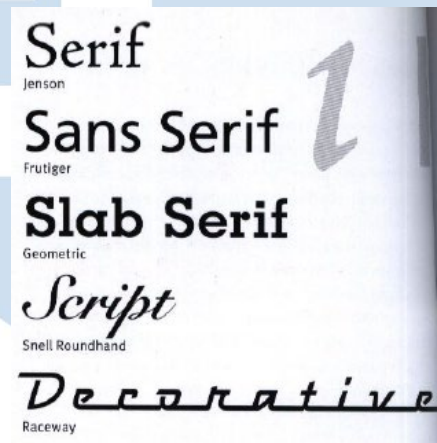 Serif
Jenson
Sans Serif
Frutiger
Slab Serif
Geometric
Script
Snell Roundhand
Decorative
Raceway
l